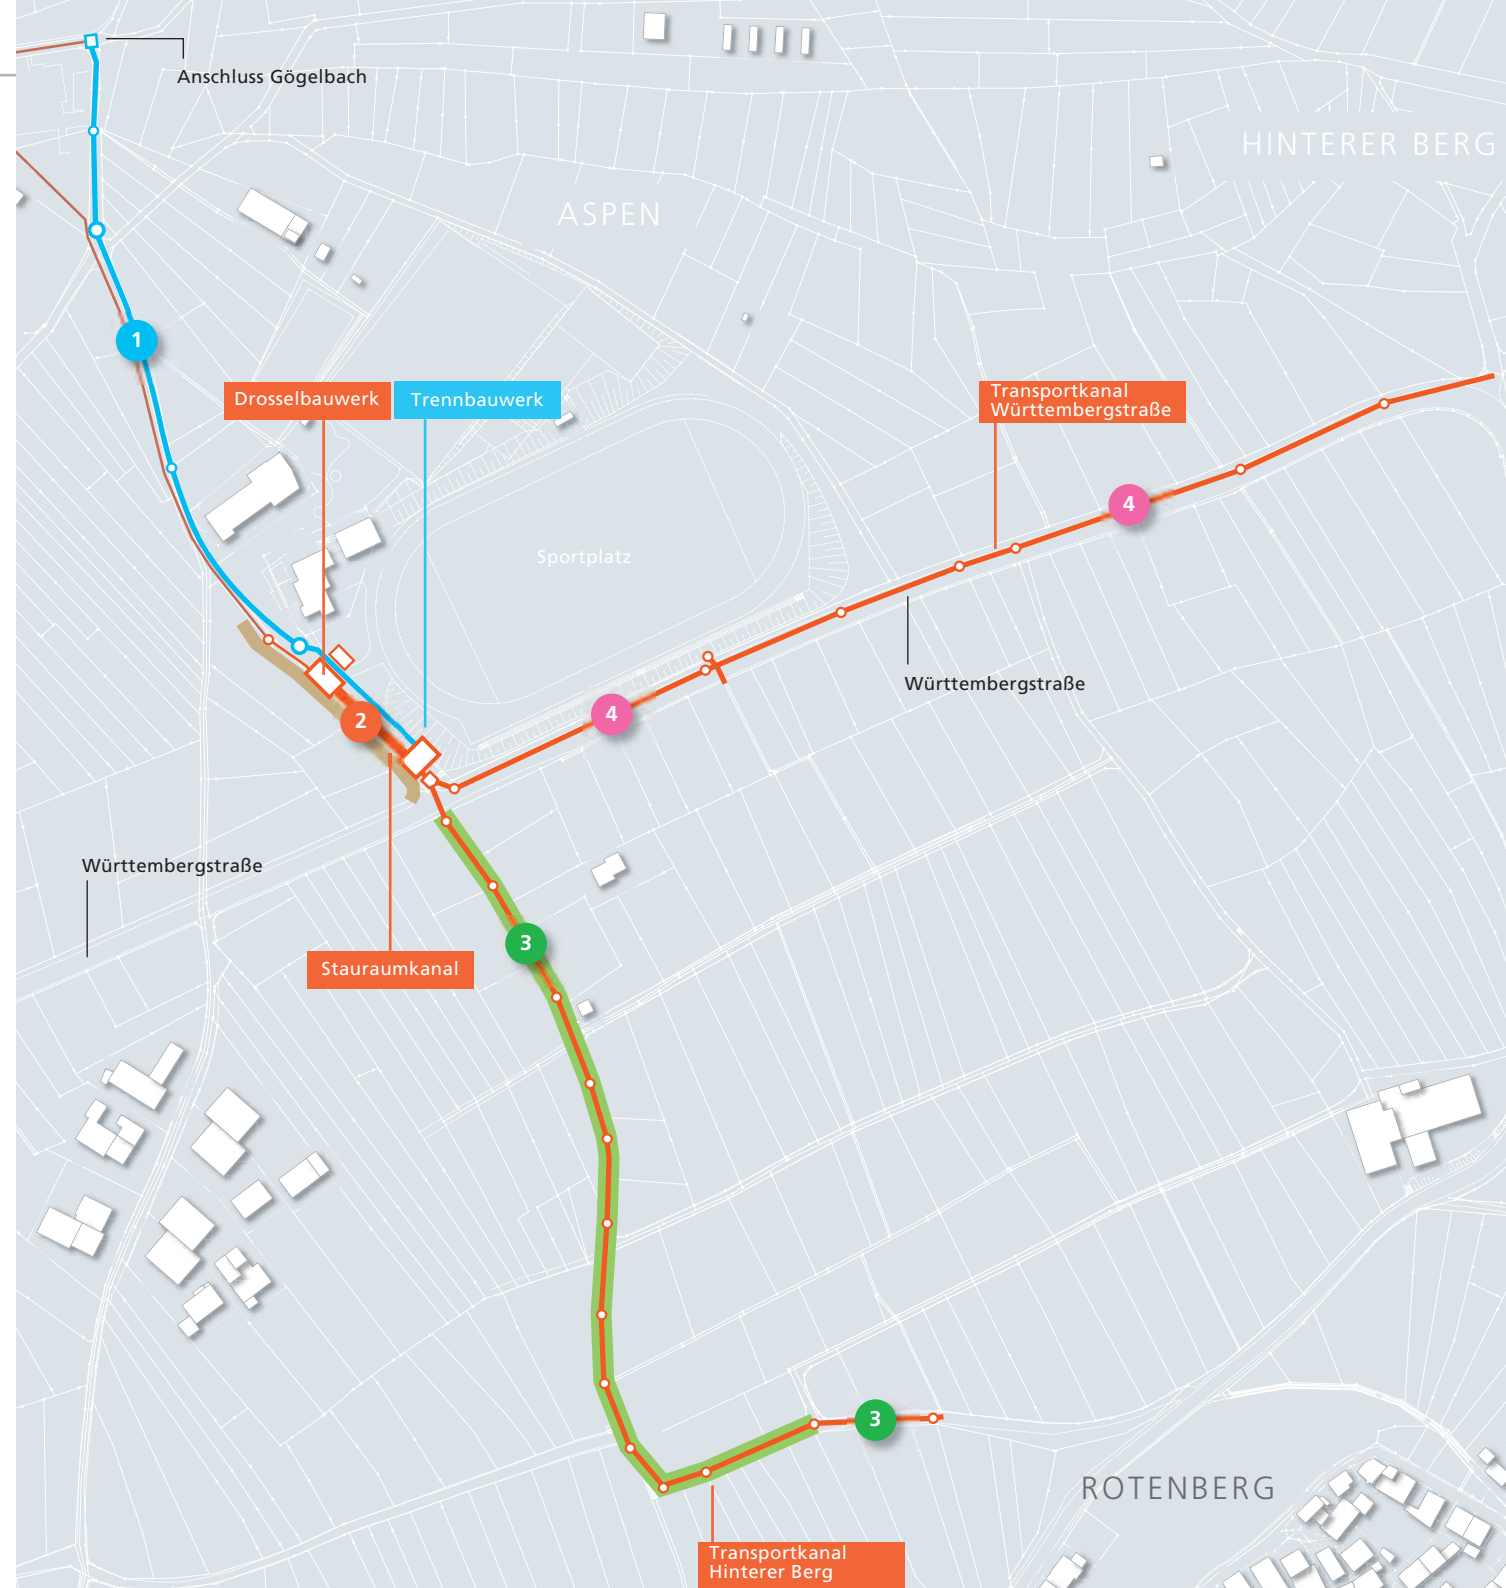 Anschluss Gögelbach
HINTERER BERG
ASPEN
1
Drosselbauwerk
Trennbauwerk
Transportkanal
Württembergstraße
4
Sportplatz
Württembergstraße
4
2
Württembergstraße
3
Stauraumkanal
3
ROTENBERG
Transportkanal
Hinterer Berg